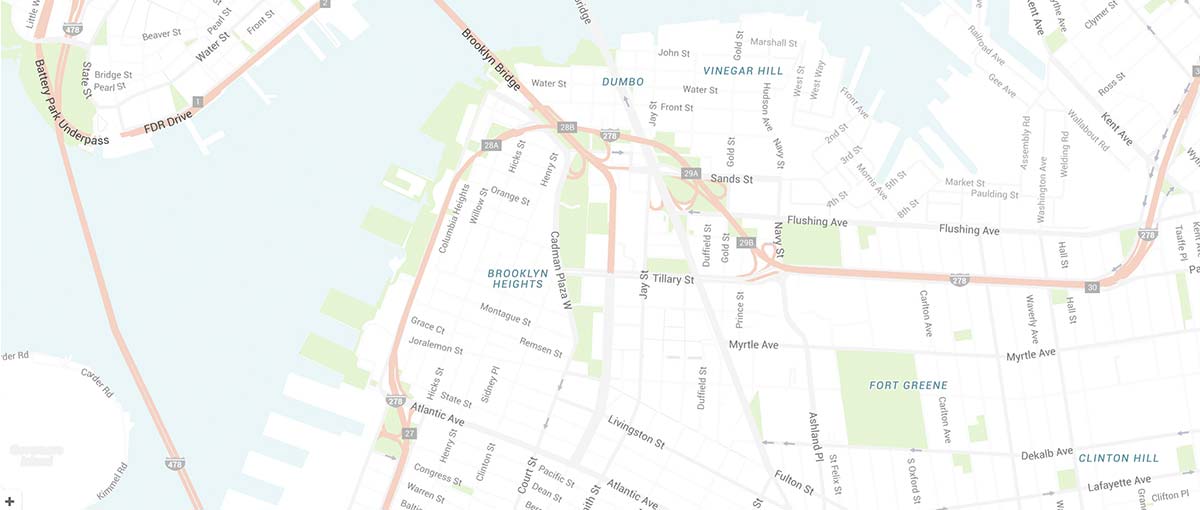 Little W
478
Beaver St
Pearl St
Water St
Front St
2
State St
Bridge St
Pearl St
1
Battery Park Underpass
FDR Drive
Brooklyn Bridge
Bridge
John St
Gold St
Marshall St
DUMBO
VINEGAR HILL
Water St
Water St
West St
West Way
Hudson Ave
Front Ave
Front St
Jay St
28B
278
28A
Hicks St
Henry St
Gold St
Navy St
2nd St
3rd St
Morris Ave
5th St
7th St
8th St
29A
Sands St
Railroad Ave
Gee Ave
Kent Ave
Clymer St
Ross St
Kent Ave
Wallabout Rd
Assembly Rd
Welding Rd
Washington Ave
Market St
Paulding St
Columbia Heights
Willow St
Orange St
Cadman Plaza W
Flushing Ave
Flushing Ave
Duffield St
Gold St
29B
Navy St
278
Taaffe Pl
Kent Ave
Hall St
BROOKLYN
HEIGHTS
Jay St
Tillary St
278
30
Prince St
Carlton Ave
Waverly Ave
Hall St
Montague St
Grace Ct
Joralemon St
Remsen St
Myrtle Ave
Myrtle Ave
Corder Rd
Hicks St
Sidney Pl
State St
Duffield St
FORT GREENE
278
Atlantic Ave
27
Livingston St
Ashland Pl
Carlton Ave
Henry St
Clinton St
Court St
Pacific St
Dean St
Congress St
Warren St
Atlantic Ave
Fulton St
St Felix St
S Oxford St
Dekalb Ave
CLINTON HILL
Lafayette Ave
Clifton Pl
Kimmel Rd
478